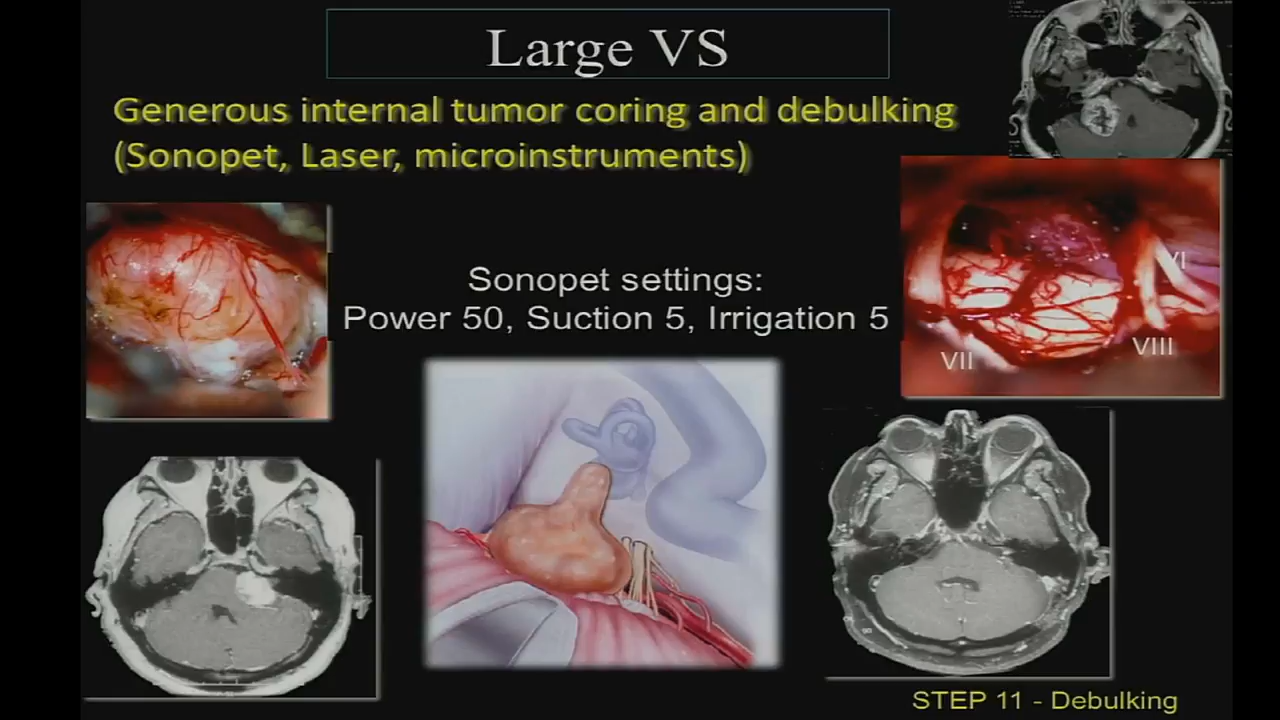 Large VS
Generous internal tumor coring and debulking
(Sonopet, Laser, microinstruments)
Sonopet settings:
Power 50, Suction 5, Irrigation 5
VI
VII
VIII
STEP 11 - Debulking